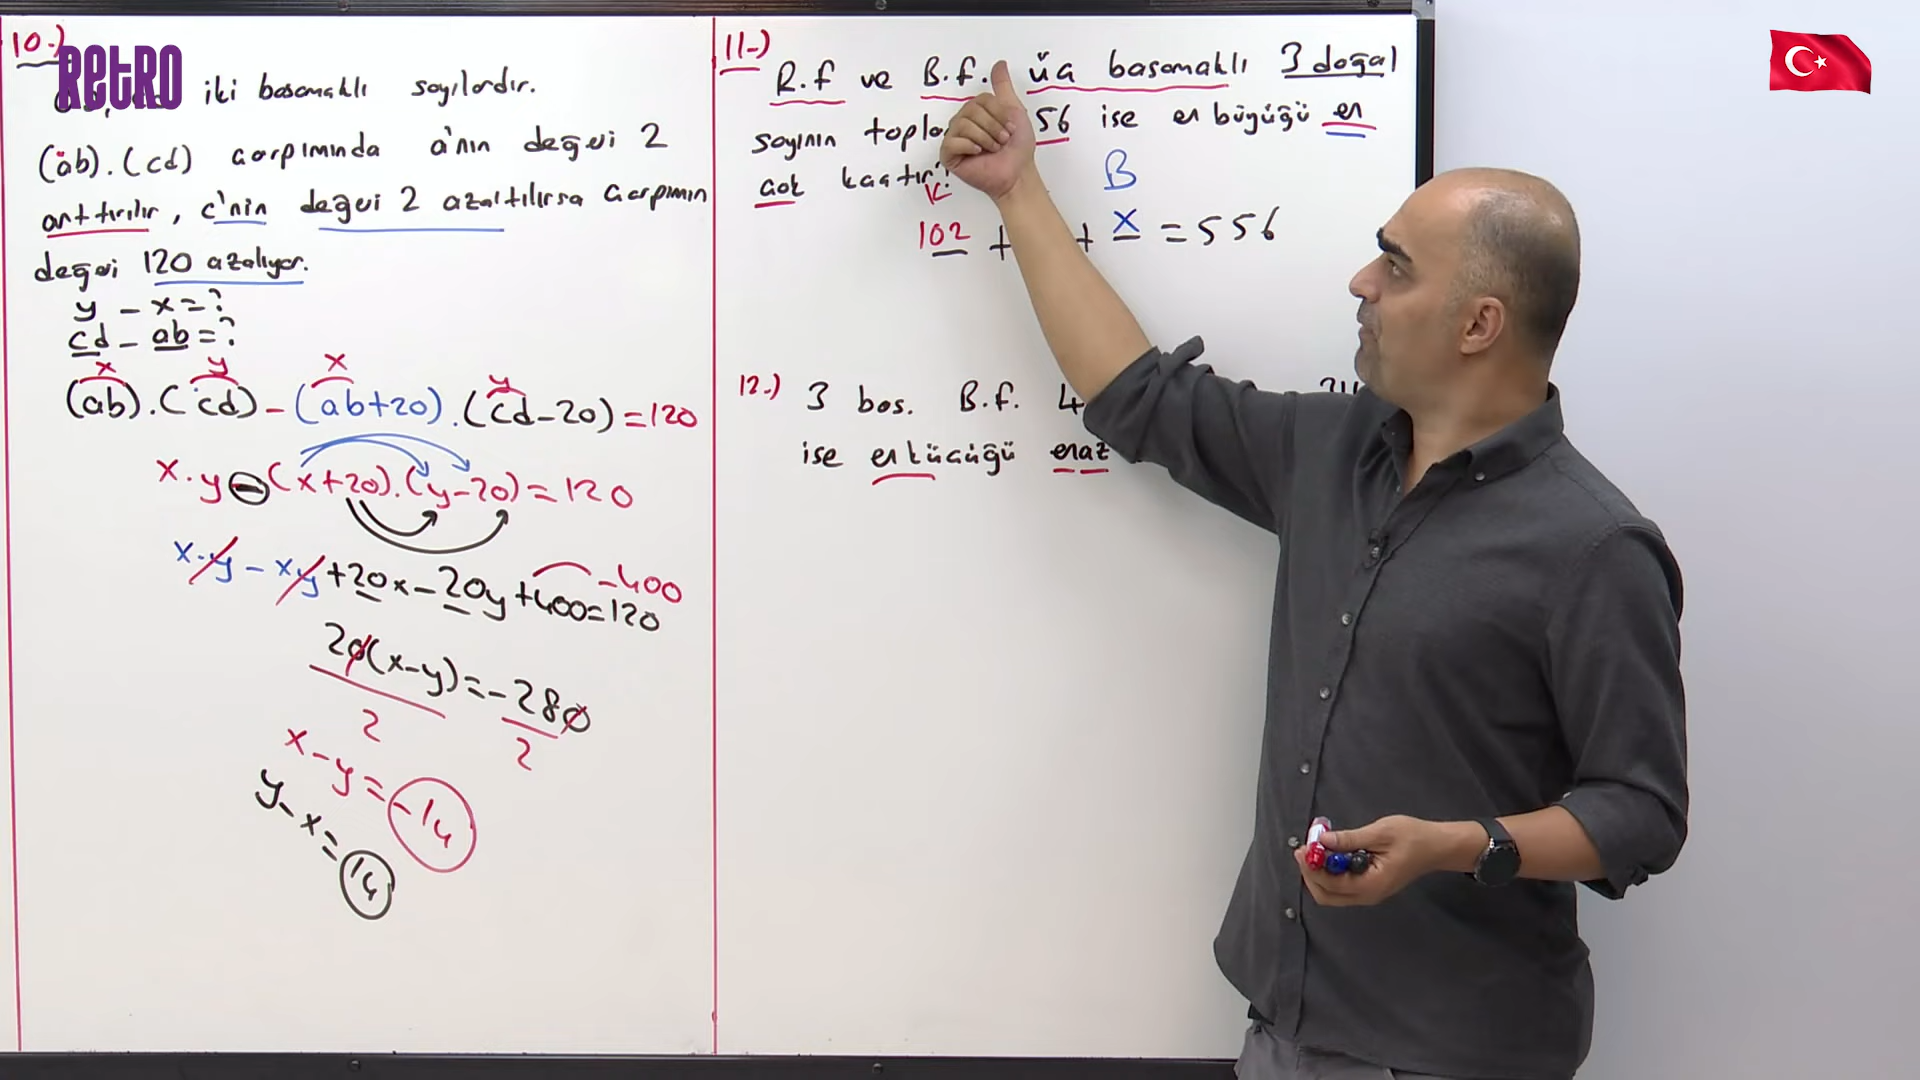 RETRO
10-)
iki basamaklı sayılardır.
(ab).(cd) çarpımında a'nın değeri 2
arttırılır, c'nin değeri 2 azaltılırsa çarpımın
değeri 120 azalıyor.
y - x = ?
cd - ab = ?
x y x y
(ab).(cd) - (ab+20).(cd-20) = 120
x.y - (x+20).(y-20) = 120
x.y - xy + 20x - 20y + 400 = 120
-400
20(x-y) = -280
2 2
x - y = -14
y - x = 14
11-)
R.f ve B.f. üç basamaklı 3 doğal
sayının 56 ise en büyüğü en
çok kaçtır?
K B
102 + + x = 556
12-) 3 bas. B.f.
ise en küçüğü en az